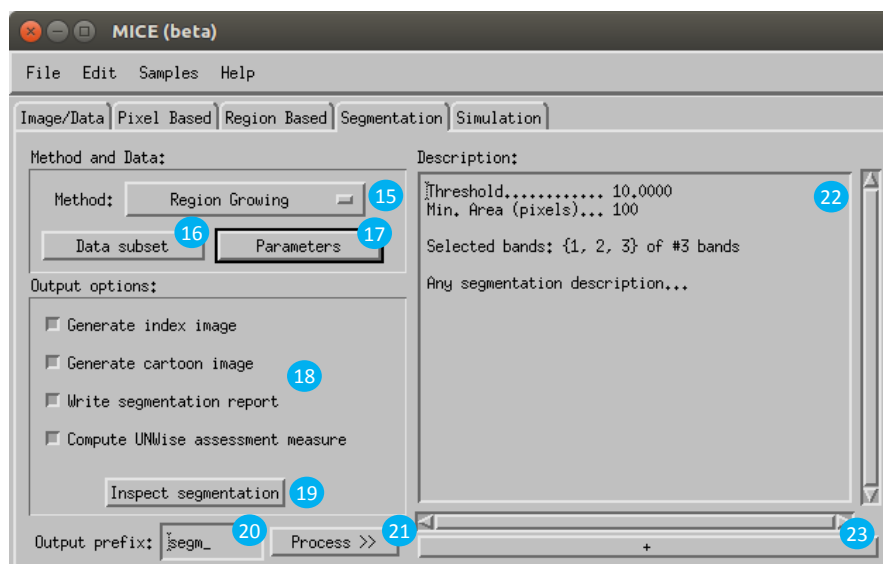 MICE (beta)
File Edit Samples Help
Image/Data Pixel Based Region Based Segmentation Simulation
Method and Data:
Method: Region Growing 15
Data subset 16 Parameters 17
Output options:
Generate index image
Generate cartoon image
18
Write segmentation report
Compute UNWise assessment measure
Inspect segmentation 19
Output prefix: segm_ 20 Process >> 21
Description:
Threshold............ 10.0000
22
Min. Area (pixels)... 100
Selected bands: {1, 2, 3} of #3 bands
Any segmentation description...
23
+